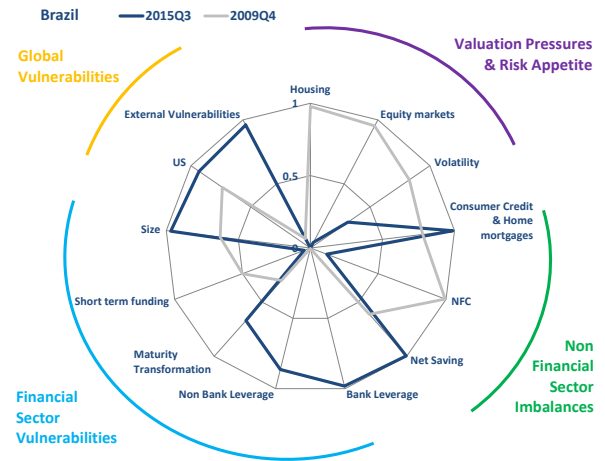 Brazil
2015Q3
2009Q4
Global
Vulnerabilities
Valuation Pressures
& Risk Appetite
Housing
1
External Vulnerabilities
Equity markets
US
Volatility
0.5
Consumer Credit
& Home
mortgages
Size
0
Short term funding
NFC
Maturity
Transformation
Net Saving
Non Bank Leverage
Bank Leverage
Non
Financial
Sector
Imbalances
Financial
Sector
Vulnerabilities